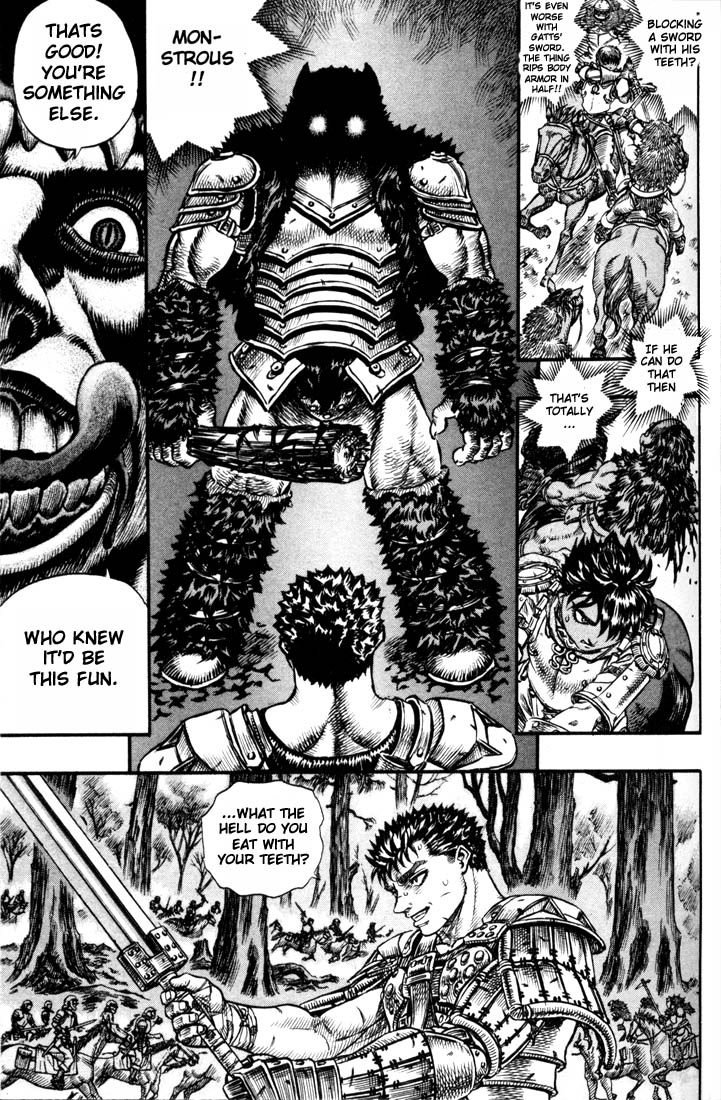 BLOCKING
A SWORD
WITH HIS
TEETH?
IT'S EVEN
WORSE
WITH
GATTS'
SWORD.
THE THING
RIPS BODY
ARMOR IN
HALF!!
IF HE
CAN DO
THAT
THEN
THAT'S
TOTALLY
...
MON-
STROUS
!!
THATS
GOOD!
YOU'RE
SOMETHING
ELSE.
WHO KNEW
IT'D BE
THIS FUN.
...WHAT THE
HELL DO YOU
EAT WITH
YOUR TEETH?